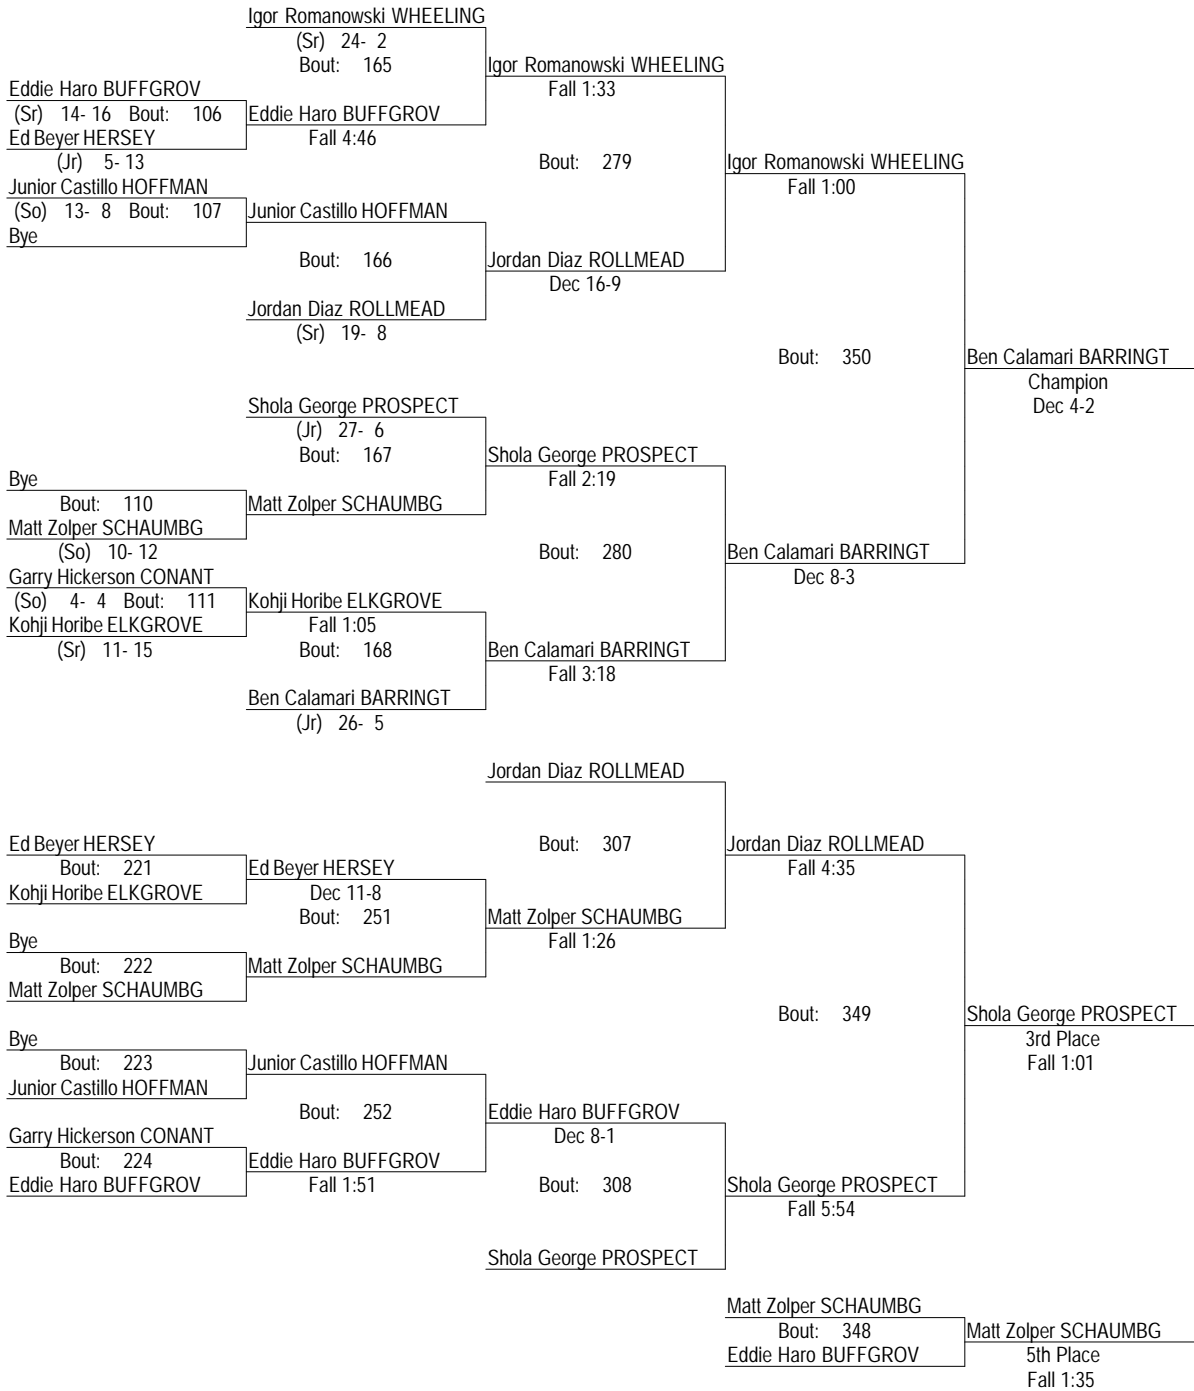 Igor Romanowski WHEELING
(Sr) 24- 2
Bout: 165
Igor Romanowski WHEELING
Fall 1:33
Eddie Haro BUFFGROV
(Sr) 14- 16 Bout: 106
Eddie Haro BUFFGROV
Ed Beyer HERSEY
Fall 4:46
(Jr) 5- 13
Bout: 279
Igor Romanowski WHEELING
Fall 1:00
Junior Castillo HOFFMAN
(So) 13- 8 Bout: 107
Junior Castillo HOFFMAN
Bye
Bout: 166
Jordan Diaz ROLLMEAD
Dec 16-9
Jordan Diaz ROLLMEAD
(Sr) 19- 8
Bout: 350
Ben Calamari BARRINGT
Champion
Dec 4-2
Shola George PROSPECT
(Jr) 27- 6
Bout: 167
Shola George PROSPECT
Fall 2:19
Bye
Bout: 110
Matt Zolper SCHAUMBG
Matt Zolper SCHAUMBG
(So) 10- 12
Bout: 280
Ben Calamari BARRINGT
Dec 8-3
Garry Hickerson CONANT
(So) 4- 4 Bout: 111
Kohji Horibe ELKGROVE
Kohji Horibe ELKGROVE
Fall 1:05
(Sr) 11- 15
Bout: 168
Ben Calamari BARRINGT
Fall 3:18
Ben Calamari BARRINGT
(Jr) 26- 5
Jordan Diaz ROLLMEAD
Ed Beyer HERSEY
Bout: 307
Jordan Diaz ROLLMEAD
Fall 4:35
Bout: 221
Ed Beyer HERSEY
Kohji Horibe ELKGROVE
Dec 11-8
Bout: 251
Matt Zolper SCHAUMBG
Fall 1:26
Bye
Bout: 222
Matt Zolper SCHAUMBG
Matt Zolper SCHAUMBG
Bout: 349
Shola George PROSPECT
3rd Place
Fall 1:01
Bye
Bout: 223
Junior Castillo HOFFMAN
Junior Castillo HOFFMAN
Bout: 252
Eddie Haro BUFFGROV
Dec 8-1
Garry Hickerson CONANT
Bout: 224
Eddie Haro BUFFGROV
Eddie Haro BUFFGROV
Fall 1:51
Bout: 308
Shola George PROSPECT
Fall 5:54
Shola George PROSPECT
Matt Zolper SCHAUMBG
Bout: 348
Matt Zolper SCHAUMBG
Eddie Haro BUFFGROV
5th Place
Fall 1:35